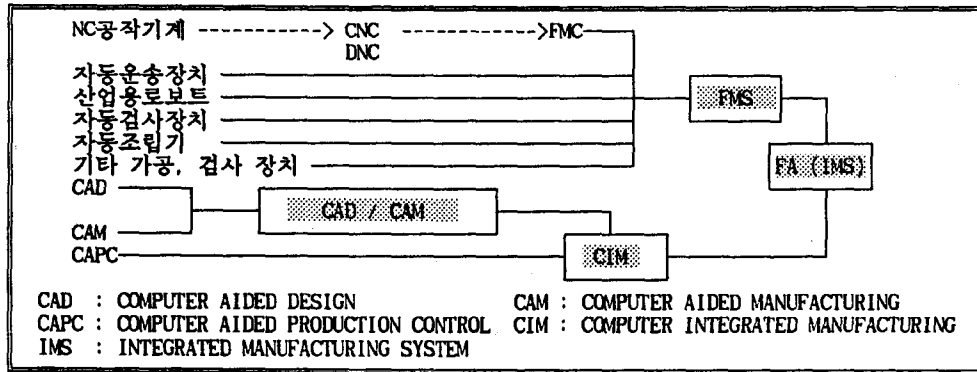 NC공작기계 ------------> CNC ------------>FMC
DNC
자동운송장치
산업용로보트
FMS
자동검사장치
자동조립기
기타 가공, 검사 장치
FA (IMS)
CAD
CAD / CAM
CAM
CAPC
CIM
CAD : COMPUTER AIDED DESIGN CAM : COMPUTER AIDED MANUFACTURING
CAPC : COMPUTER AIDED PRODUCTION CONTROL CIM : COMPUTER INTEGRATED MANUFACTURING
IMS : INTEGRATED MANUFACTURING SYSTEM